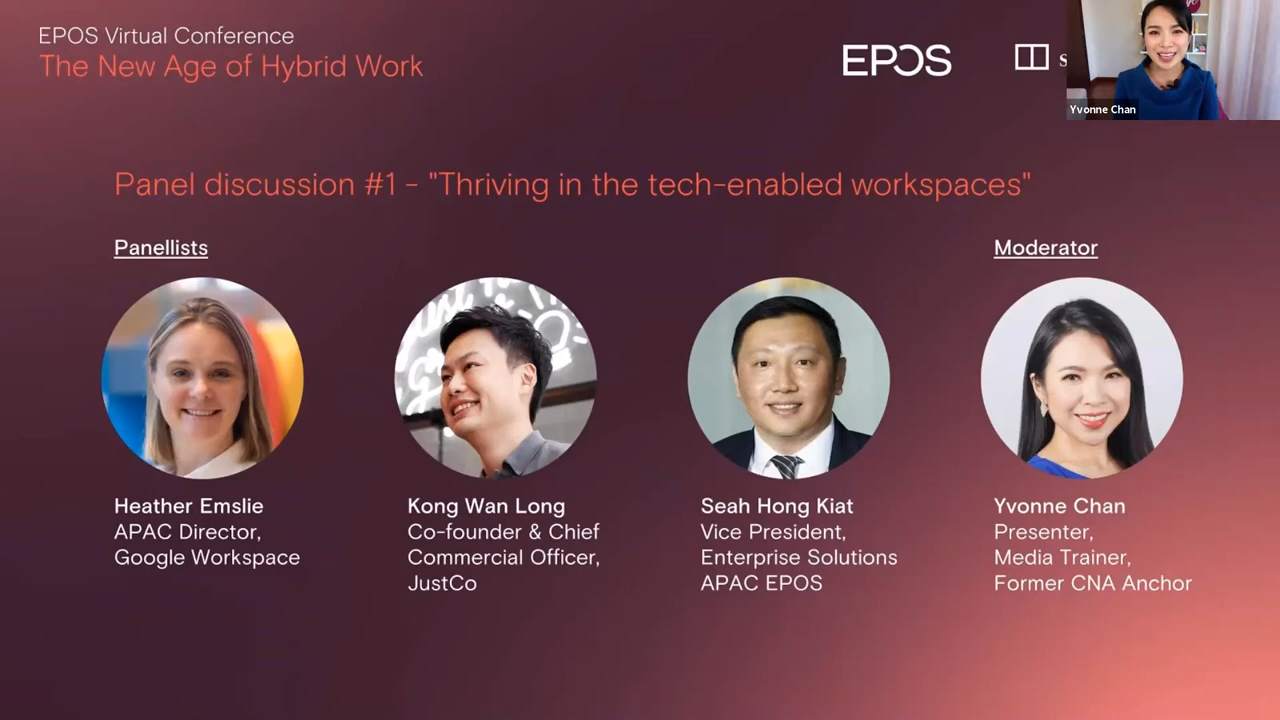 EPOS Virtual Conference
The New Age of Hybrid Work
EPOS
Yvonne Chan
Panel discussion #1 - "Thriving in the tech-enabled workspaces"
Panellists
Moderator
Heather Emslie
APAC Director,
Google Workspace
Kong Wan Long
Co-founder & Chief
Commercial Officer,
JustCo
Seah Hong Kiat
Vice President,
Enterprise Solutions
APAC EPOS
Yvonne Chan
Presenter,
Media Trainer,
Former CNA Anchor